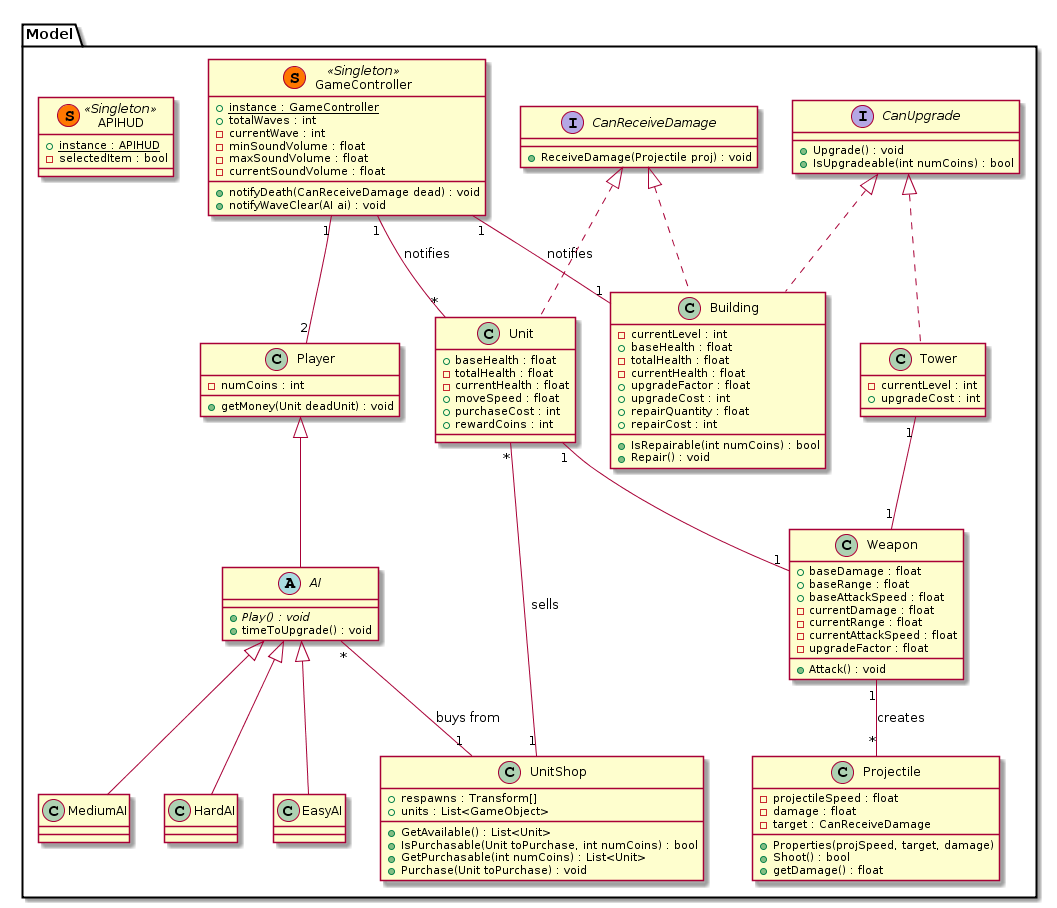 Model
«Singleton»
S
APIHUD
instance : APIHUD
selectedItem : bool
«Singleton»
S
GameController
instance : GameController
totalWaves : int
currentWave : int
minSoundVolume : float
maxSoundVolume : float
currentSoundVolume : float
notifyDeath(CanReceiveDamage dead) : void
notifyWaveClear(AI ai) : void
I CanReceiveDamage
ReceiveDamage(Projectile proj) : void
I CanUpgrade
Upgrade() : void
IsUpgradeable(int numCoins) : bool
1 1 1
notifies notifies
2 * 1
C Player
numCoins : int
getMoney(Unit deadUnit) : void
C Unit
baseHealth : float
totalHealth : float
currentHealth : float
moveSpeed : float
purchaseCost : int
rewardCoins : int
C Building
currentLevel : int
baseHealth : float
totalHealth : float
currentHealth : float
upgradeFactor : float
upgradeCost : int
repairQuantity : float
repairCost : int
IsRepairable(int numCoins) : bool
Repair() : void
C Tower
currentLevel : int
upgradeCost : int
1
* 1
1 1
A AI
Play() : void
timeToUpgrade() : void
sells
C Weapon
baseDamage : float
baseRange : float
baseAttackSpeed : float
currentDamage : float
currentRange : float
currentAttackSpeed : float
upgradeFactor : float
Attack() : void
*
buys from
1 1
1
creates
*
C MediumAI
C HardAI
C EasyAI
C UnitShop
respawns : Transform[]
units : List<GameObject>
GetAvailable() : List<Unit>
IsPurchasable(Unit toPurchase, int numCoins) : bool
GetPurchasable(int numCoins) : List<Unit>
Purchase(Unit toPurchase) : void
C Projectile
projectileSpeed : float
damage : float
target : CanReceiveDamage
Properties(projSpeed, target, damage)
Shoot() : bool
getDamage() : float